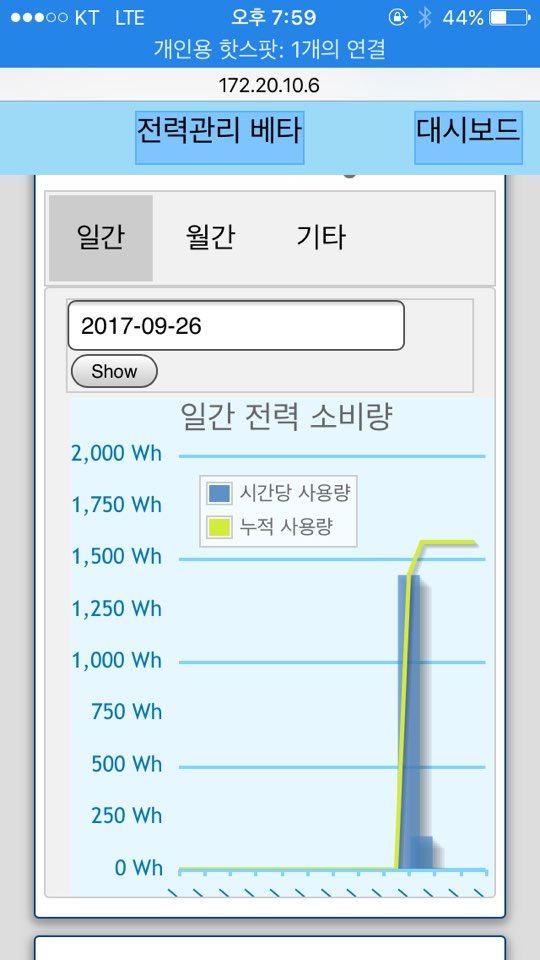 KT LTE 오후 7:59 44%
개인용 핫스팟: 1개의 연결
172.20.10.6
전력관리 베타 대시보드
일간 월간 기타
2017-09-26
Show
일간 전력 소비량
2,000 Wh
시간당 사용량
1,750 Wh
누적 사용량
1,500 Wh
1,250 Wh
1,000 Wh
750 Wh
500 Wh
250 Wh
0 Wh